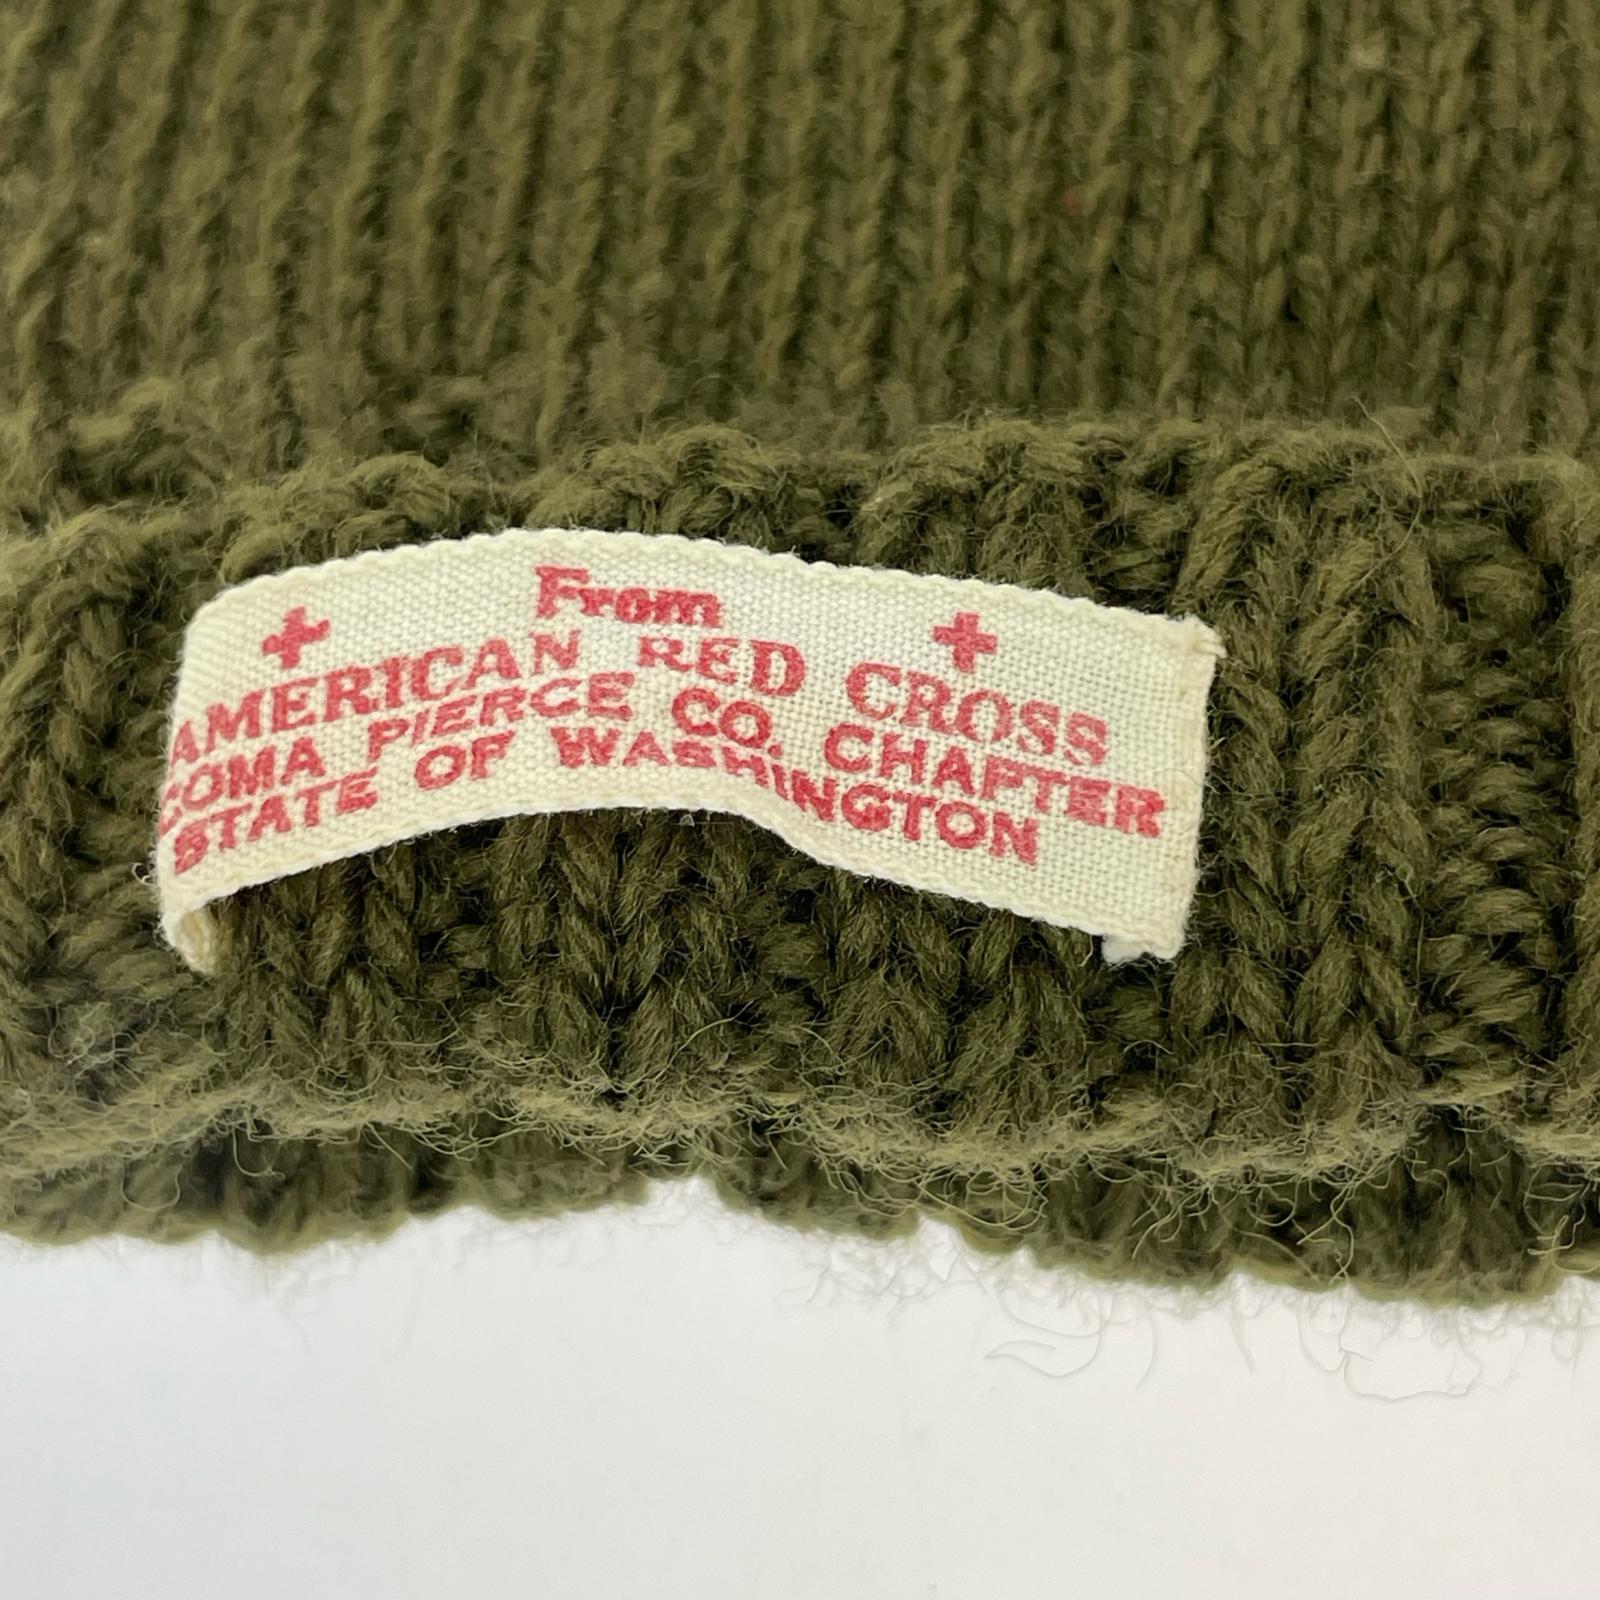 From
AMERICAN RED CROSS
COMA PIERCE CO. CHAPTER
STATE OF WASHINGTON